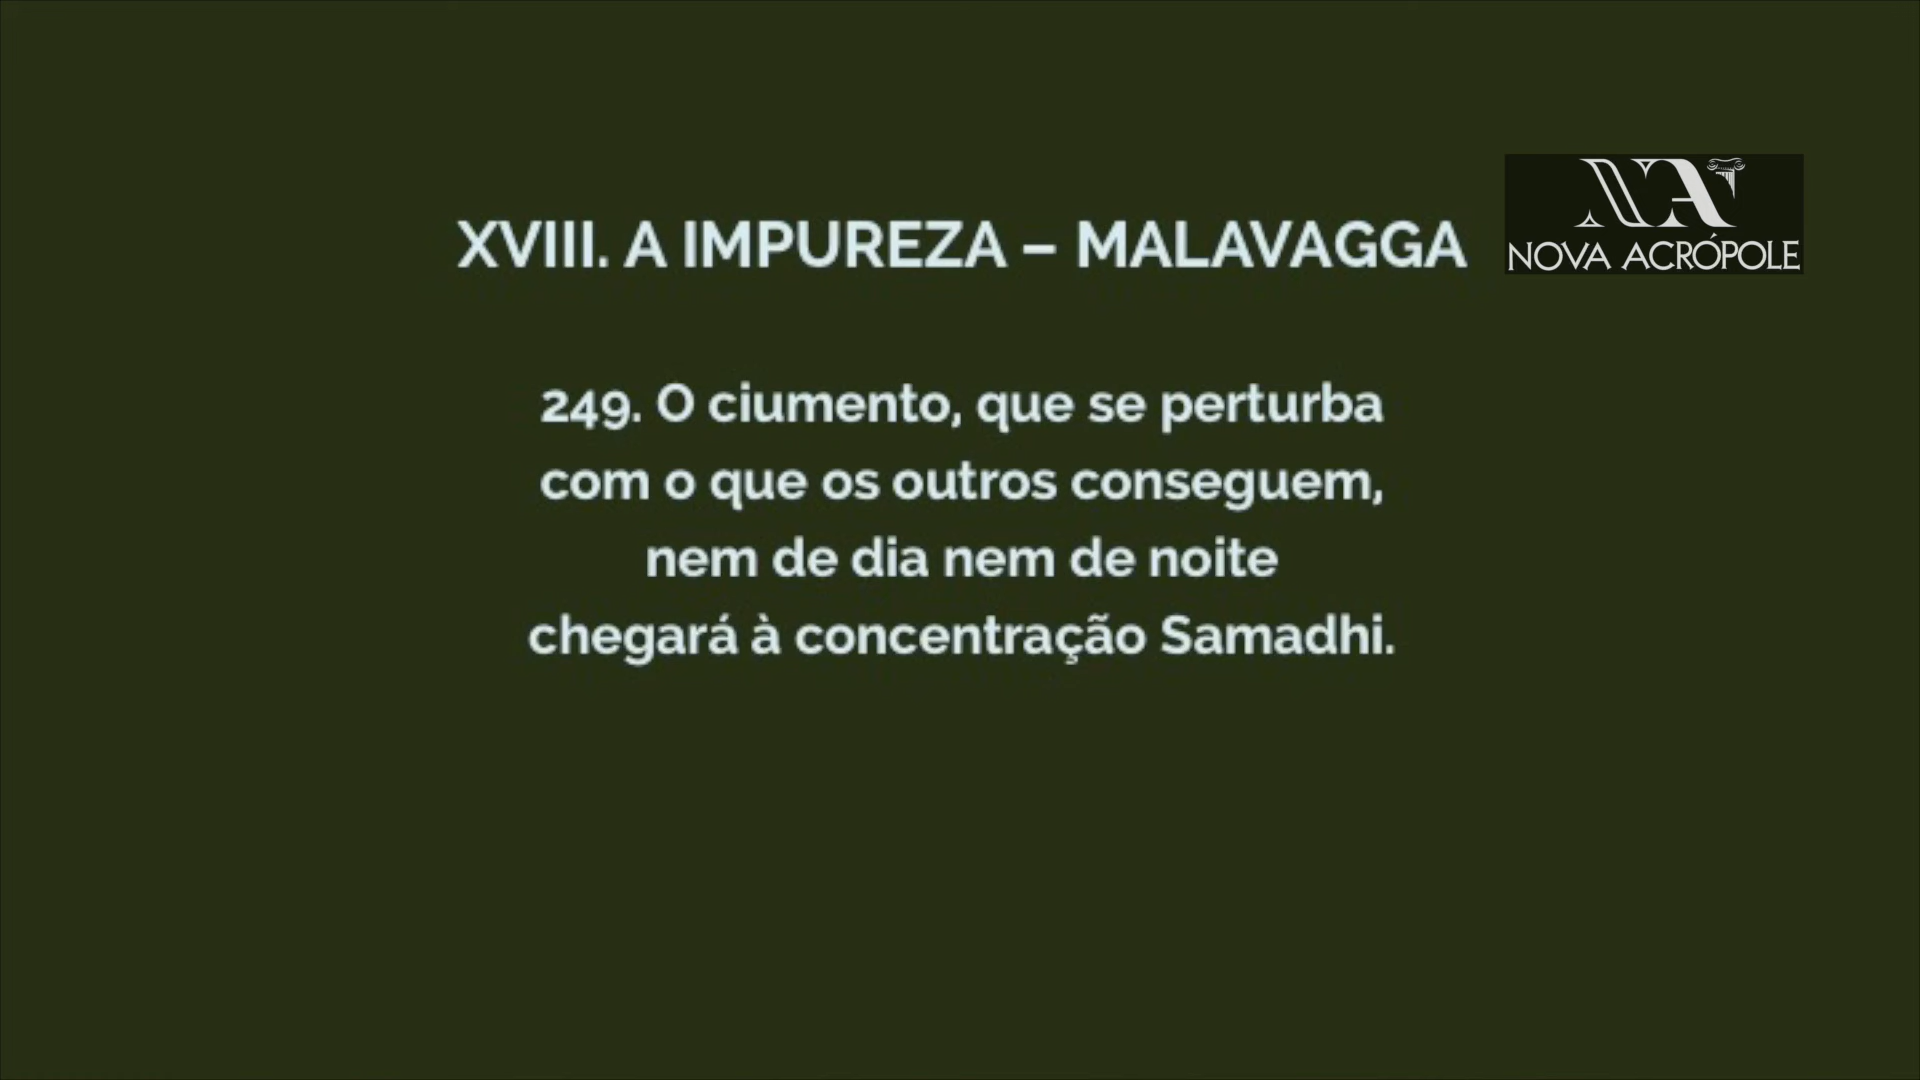 XVIII. A IMPUREZA – MALAVAGGA
NA
NOVA ACRÓPOLE
249. O ciumento, que se perturba
com o que os outros conseguem,
nem de dia nem de noite
chegará à concentração Samadhi.